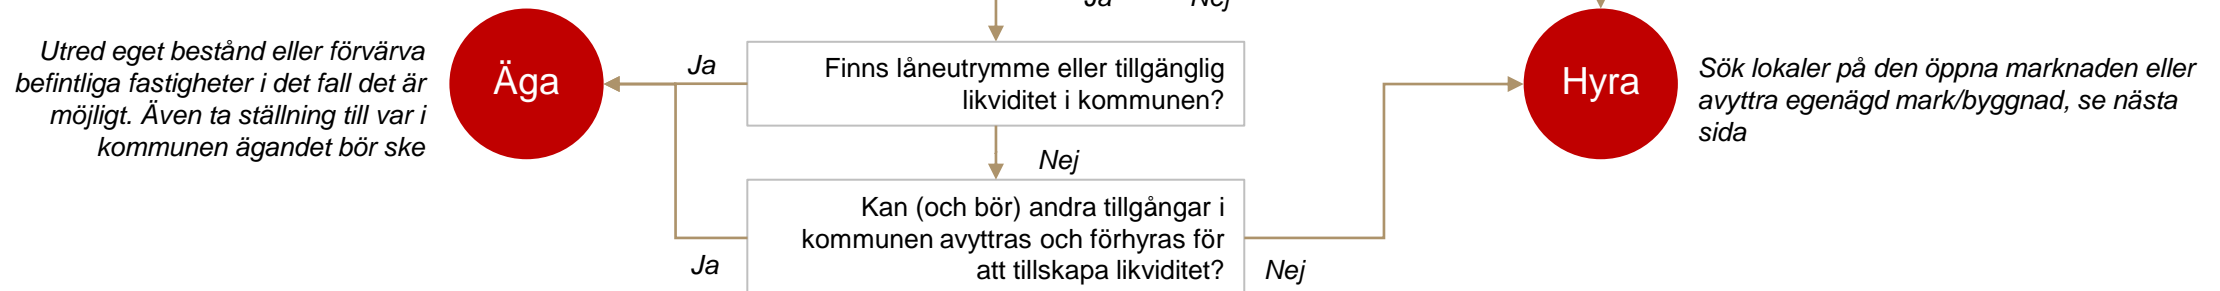 Ja
Nej
Utred eget bestånd eller förvärva
befintliga fastigheter i det fall det är
möjligt. Även ta ställning till var i
kommunen ägandet bör ske
Äga
Ja
Finns låneutrymme eller tillgänglig
likviditet i kommunen?
Hyra
Sök lokaler på den öppna marknaden eller
avyttra egenägd mark/byggnad, se nästa
sida
Nej
Kan (och bör) andra tillgångar i
kommunen avyttras och förhyras för
att tillskapa likviditet?
Ja
Nej